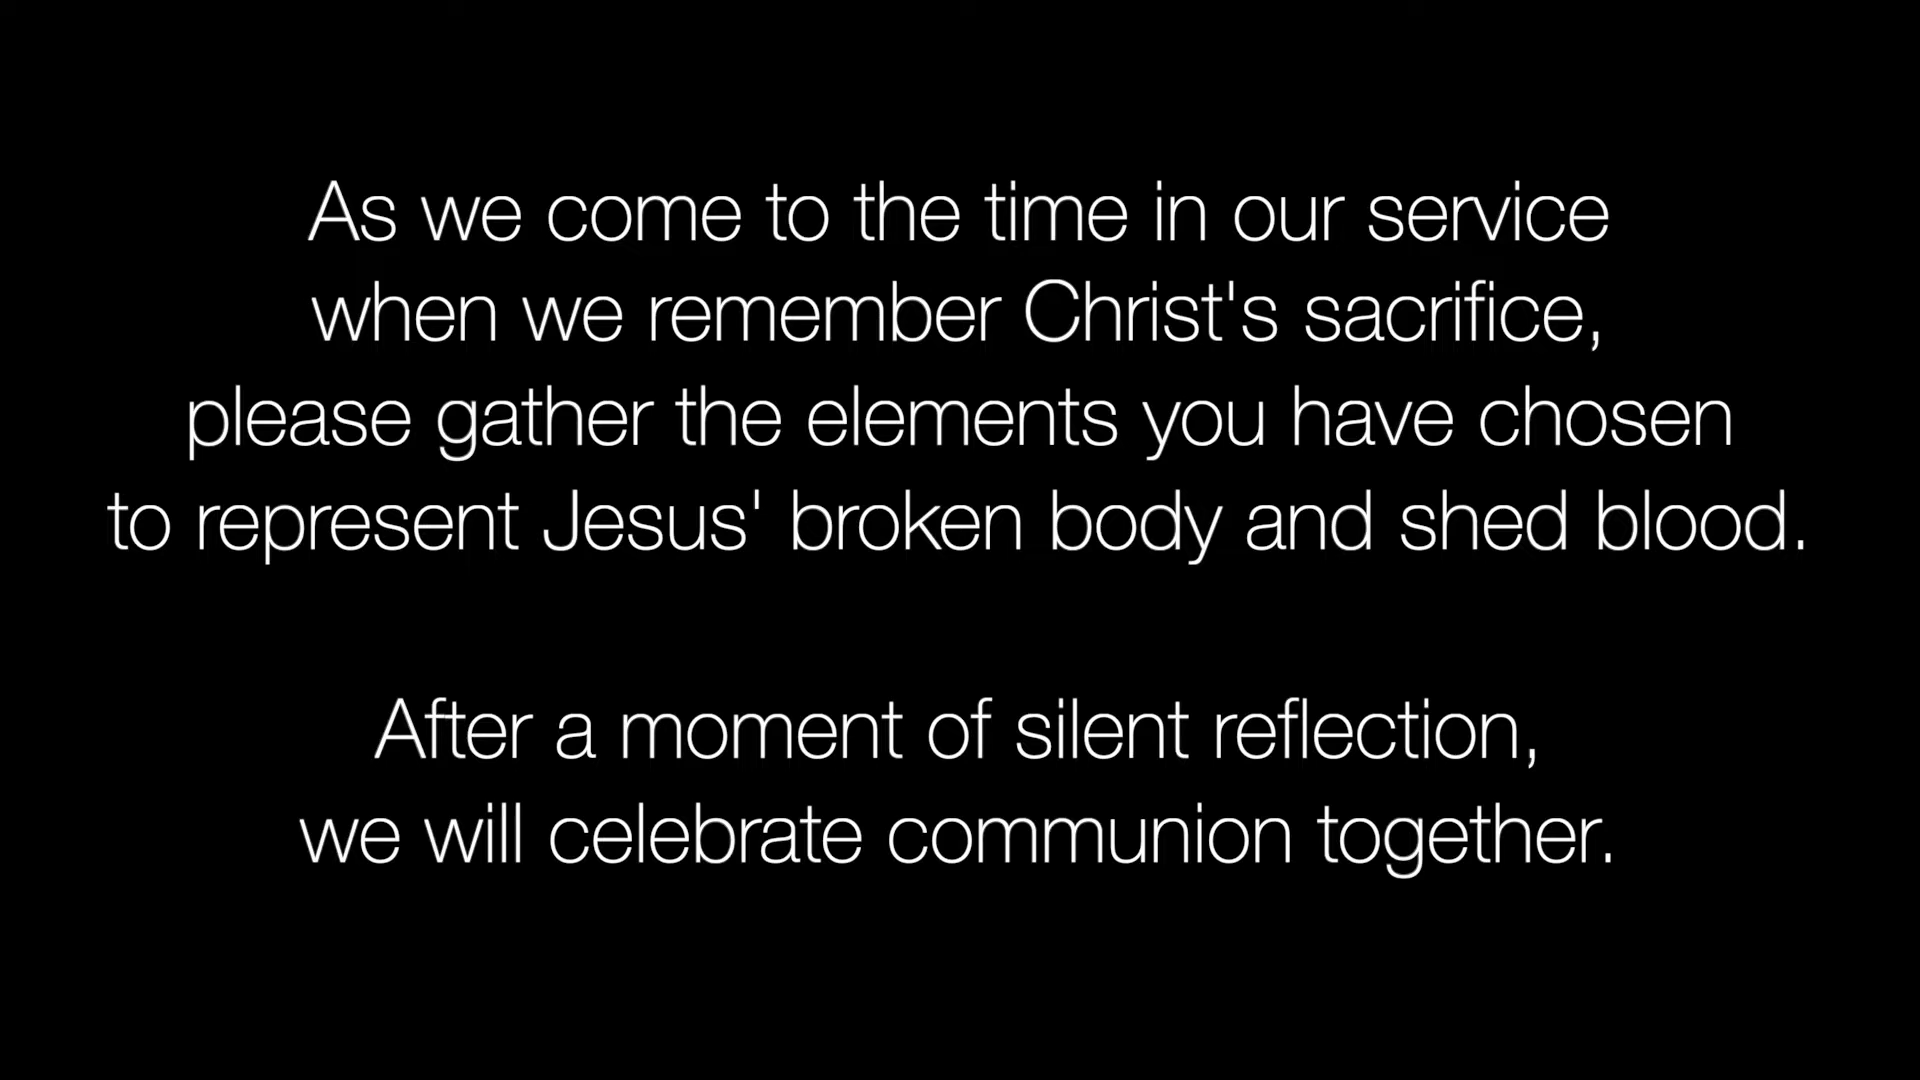 As we come to the time in our service
when we remember Christ's sacrifice,
please gather the elements you have chosen
to represent Jesus' broken body and shed blood.
After a moment of silent reflection,
we will celebrate communion together.